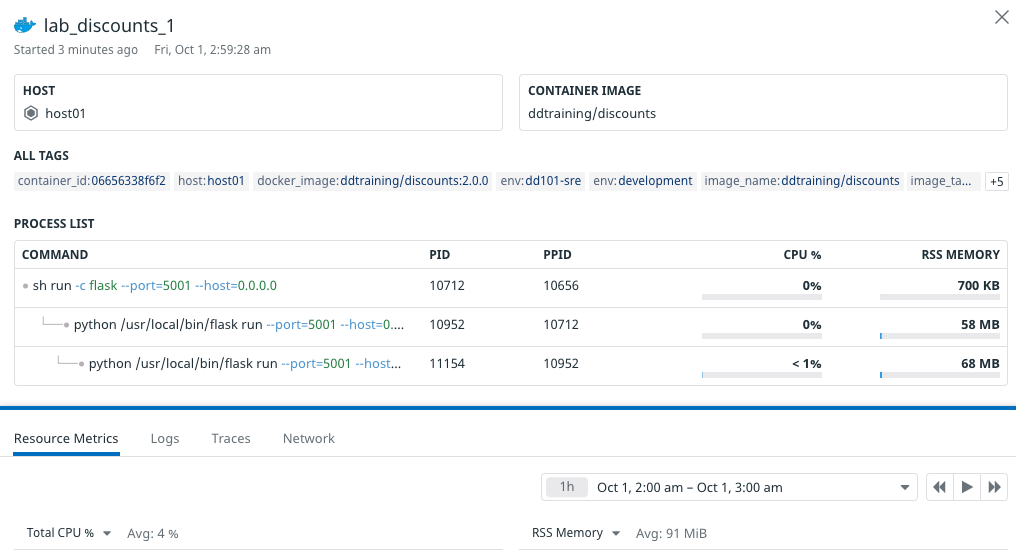 lab_discounts_1
Started 3 minutes ago Fri, Oct 1, 2:59:28 am
HOST
host01
CONTAINER IMAGE
ddtraining/discounts
ALL TAGS
container_id:06656338f6f2 host:host01 docker_image:ddtraining/discounts:2.0.0 env:dd101-sre env:development image_name:ddtraining/discounts image_ta... +5
PROCESS LIST
COMMAND PID PPID CPU % RSS MEMORY
sh run -c flask --port=5001 --host=0.0.0.0 10712 10656 0% 700 KB
python /usr/local/bin/flask run --port=5001 --host=0.... 10952 10712 0% 58 MB
python /usr/local/bin/flask run --port=5001 --host... 11154 10952 < 1% 68 MB
Resource Metrics Logs Traces Network
1h Oct 1, 2:00 am – Oct 1, 3:00 am
Total CPU % Avg: 4 % RSS Memory Avg: 91 MiB